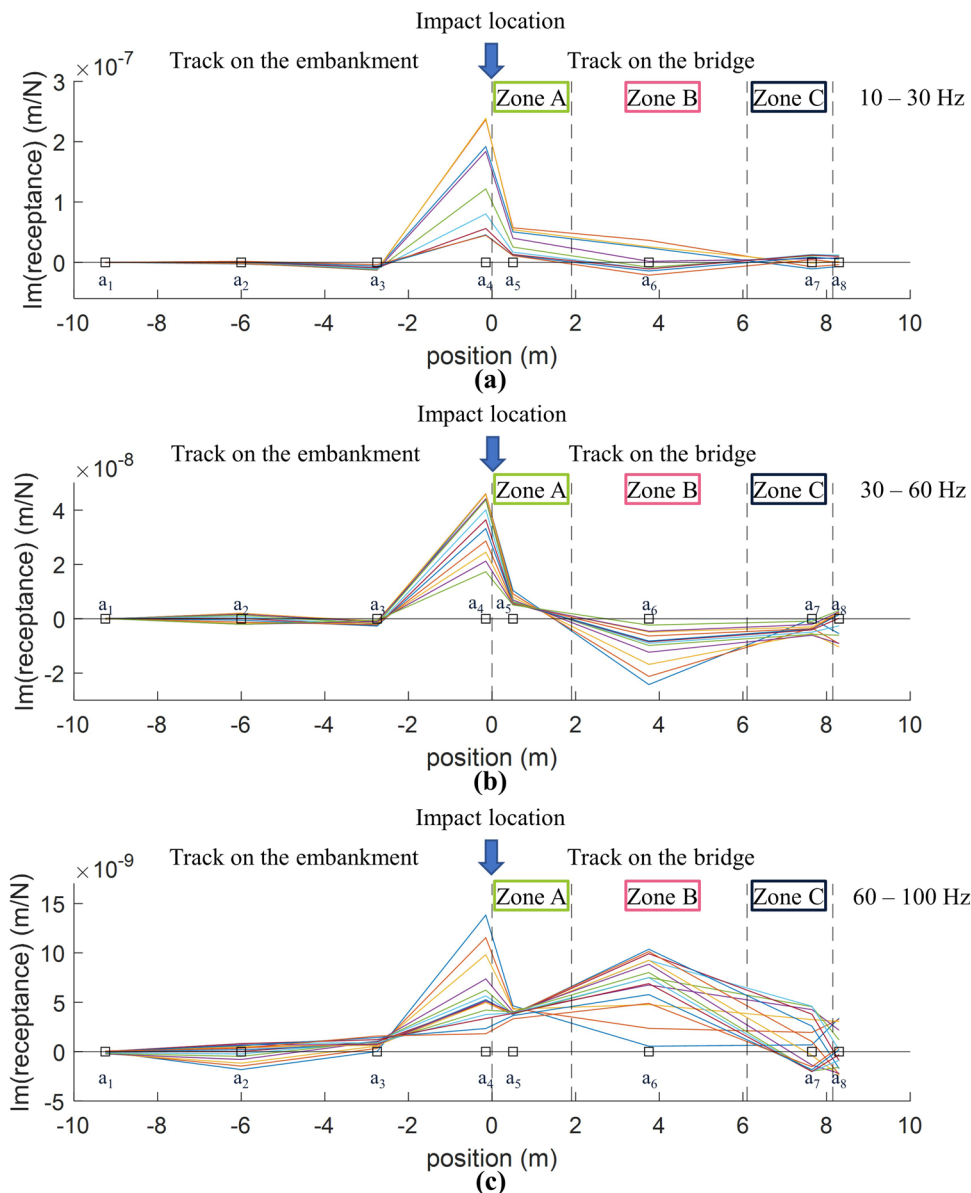 Impact location
Track on the embankment Track on the bridge
×10-7
Zone A Zone B Zone C 10 – 30 Hz
Im(receptance) (m/N)
3
2
1
0
a1 a2 a3 a4 a5 a6 a7 a8
-10 -8 -6 -4 -2 0 2 4 6 8 10
position (m)
(a)
Impact location
Track on the embankment Track on the bridge
×10-8
Zone A Zone B Zone C 30 – 60 Hz
Im(receptance) (m/N)
4
2
a1 a2 a3 a4 a5 a6 a7 a8
0
-2
-10 -8 -6 -4 -2 0 2 4 6 8 10
position (m)
(b)
Impact location
Track on the embankment Track on the bridge
×10-9
Zone A Zone B Zone C 60 – 100 Hz
Im(receptance) (m/N)
15
10
5
0
a1 a2 a3 a4 a5 a6 a7 a8
-5
-10 -8 -6 -4 -2 0 2 4 6 8 10
position (m)
(c)